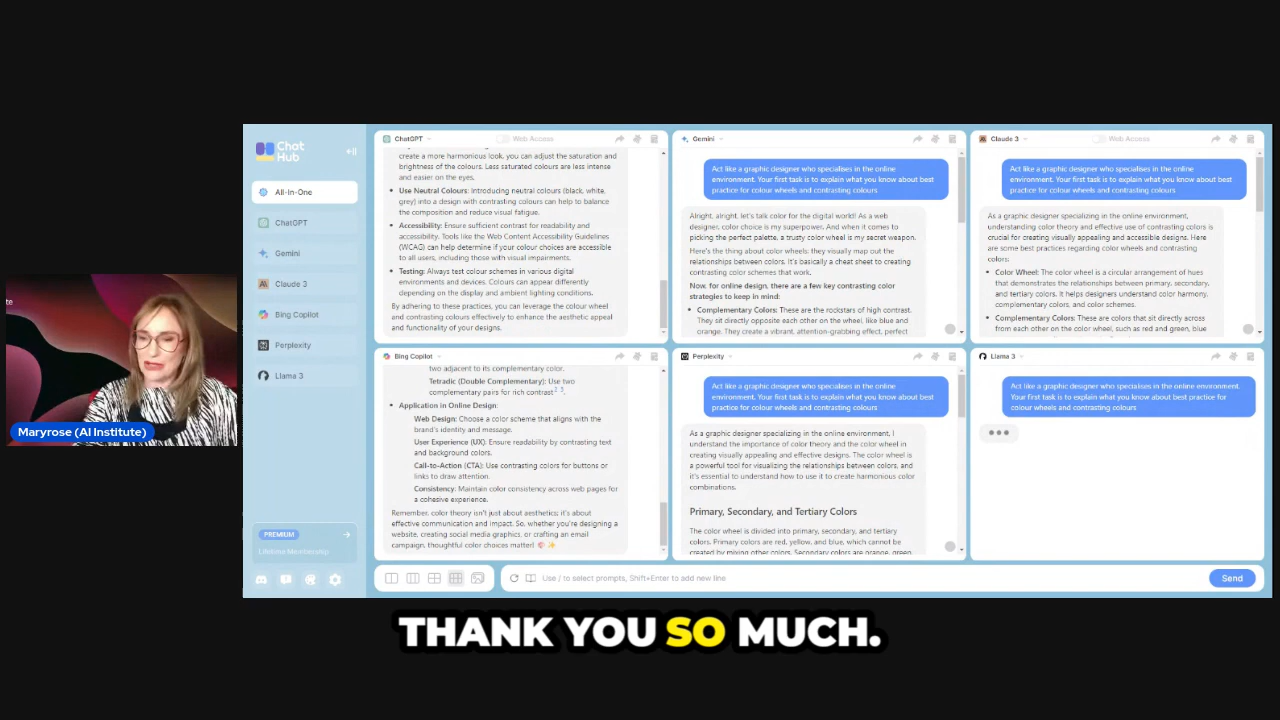 Chat
Hub
All-In-One
ChatGPT
Gemini
Claude 3
Bing Copilot
Perplexity
Llama 3
PREMIUM
Lifetime Membership
ChatGPT
Web Access
create a more harmonious look, you can adjust the saturation and
brightness of the colours. Less saturated colours are less intense
and easier on the eyes.
Use Neutral Colours: Introducing neutral colours (black, white,
grey) into a design with contrasting colours can help to balance
the composition and reduce visual fatigue.
Accessibility: Ensure sufficient contrast for readability and
accessibility. Tools like the Web Content Accessibility Guidelines
(WCAG) can help determine if your colour choices are accessible
to all users, including those with visual impairments.
Testing: Always test colour schemes in various digital
environments and devices. Colours can appear differently
depending on the display and ambient lighting conditions.
By adhering to these practices, you can leverage the colour wheel
and contrasting colours effectively to enhance the aesthetic appeal
and functionality of your designs.
Gemini
Act like a graphic designer who specialises in the online
environment. Your first task is to explain what you know about best
practice for colour wheels and contrasting colours
Alright, alright, let's talk color for the digital world! As a web
designer, color choice is my superpower. And when it comes to
picking the perfect palette, a trusty color wheel is my secret weapon.
Here's the thing about color wheels: they visually map out the
relationships between colors. It's basically a cheat sheet to creating
contrasting color schemes that work.
Now, for online design, there are a few key contrasting color
strategies to keep in mind:
Complementary Colors: These are the rockstars of high contrast.
They sit directly opposite each other on the wheel, like blue and
orange. They create a vibrant, attention-grabbing effect, perfect
Claude 3
Web Access
Act like a graphic designer who specialises in the online
environment. Your first task is to explain what you know about best
practice for colour wheels and contrasting colours
As a graphic designer specializing in the online environment,
understanding color theory and effective use of contrasting colors is
crucial for creating visually appealing and accessible designs. Here
are some best practices regarding color wheels and contrasting
colors:
Color Wheel: The color wheel is a circular arrangement of hues
that demonstrates the relationships between primary, secondary,
and tertiary colors. It helps designers understand color harmony,
complementary colors, and color schemes.
Complementary Colors: These are colors that sit directly across
from each other on the color wheel, such as red and green, blue
Bing Copilot
two adjacent to its complementary color.
Tetradic (Double Complementary): Use two
complementary pairs for rich contrast
Application in Online Design:
Web Design: Choose a color scheme that aligns with the
brand's identity and message.
User Experience (UX): Ensure readability by contrasting text
and background colors.
Call-to-Action (CTA): Use contrasting colors for buttons or
links to draw attention.
Consistency: Maintain color consistency across web pages for
a cohesive experience.
Remember, color theory isn't just about aesthetics; it's about
effective communication and impact. So, whether you're designing a
website, creating social media graphics, or crafting an email
campaign, thoughtful color choices matter! 🎨 ✨
Perplexity
Act like a graphic designer who specialises in the online
environment. Your first task is to explain what you know about best
practice for colour wheels and contrasting colours
As a graphic designer specializing in the online environment, I
understand the importance of color theory and the color wheel in
creating visually appealing and effective designs. The color wheel is
a powerful tool for visualizing the relationships between colors, and
it's essential to understand how to use it to create harmonious color
combinations.
Primary, Secondary, and Tertiary Colors
The color wheel is divided into primary, secondary, and tertiary
colors. Primary colors are red, yellow, and blue, which cannot be
created by mixing other colors. Secondary colors are orange, green,
Llama 3
Act like a graphic designer who specialises in the online environment.
Your first task is to explain what you know about best practice for
colour wheels and contrasting colours
Use / to select prompts, Shift+Enter to add new line
Send
te
Maryrose (AI Institute)
THANK YOU SO MUCH.